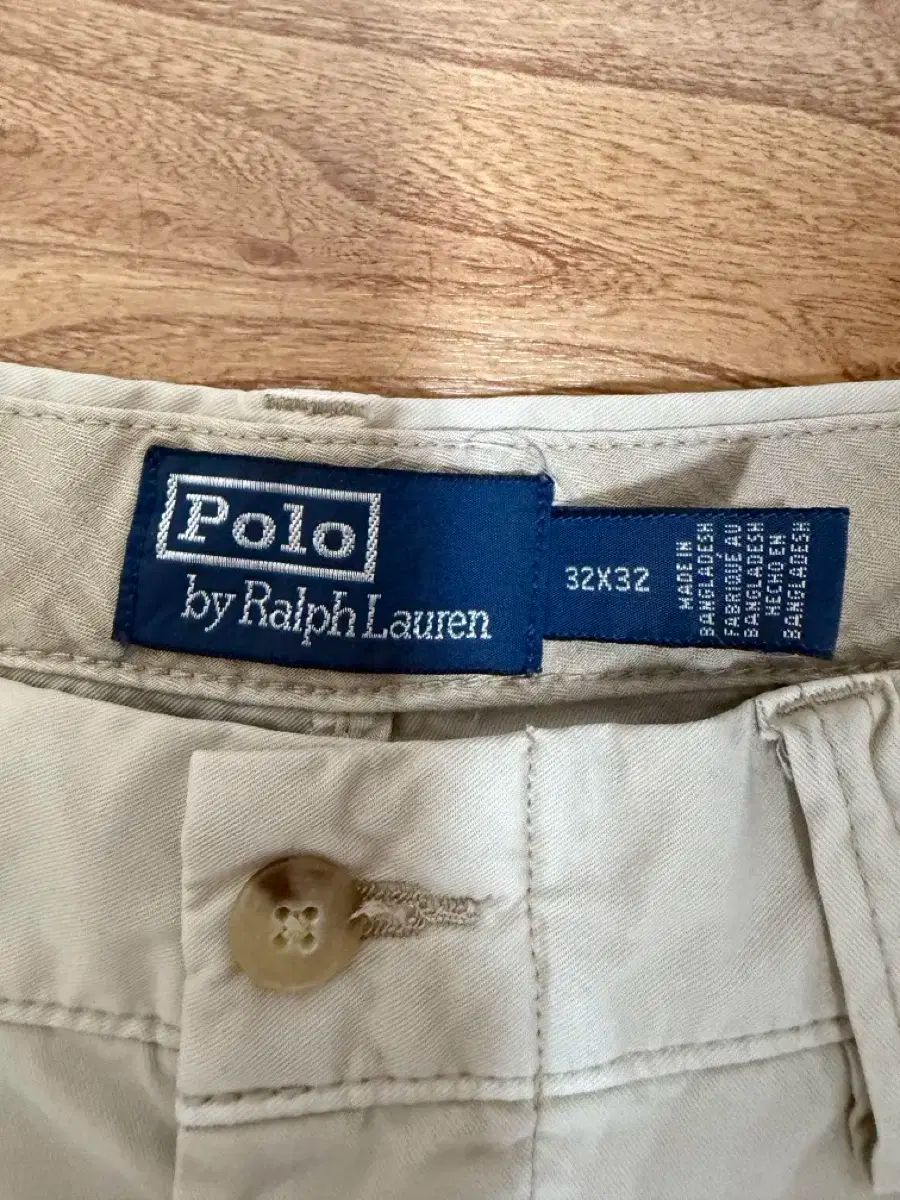 Polo
by Ralph Lauren
32X32
MADE IN
BANGLADESH
FABRIQUÉ AU
BANGLADESH
HECHO EN
BANGLADESH